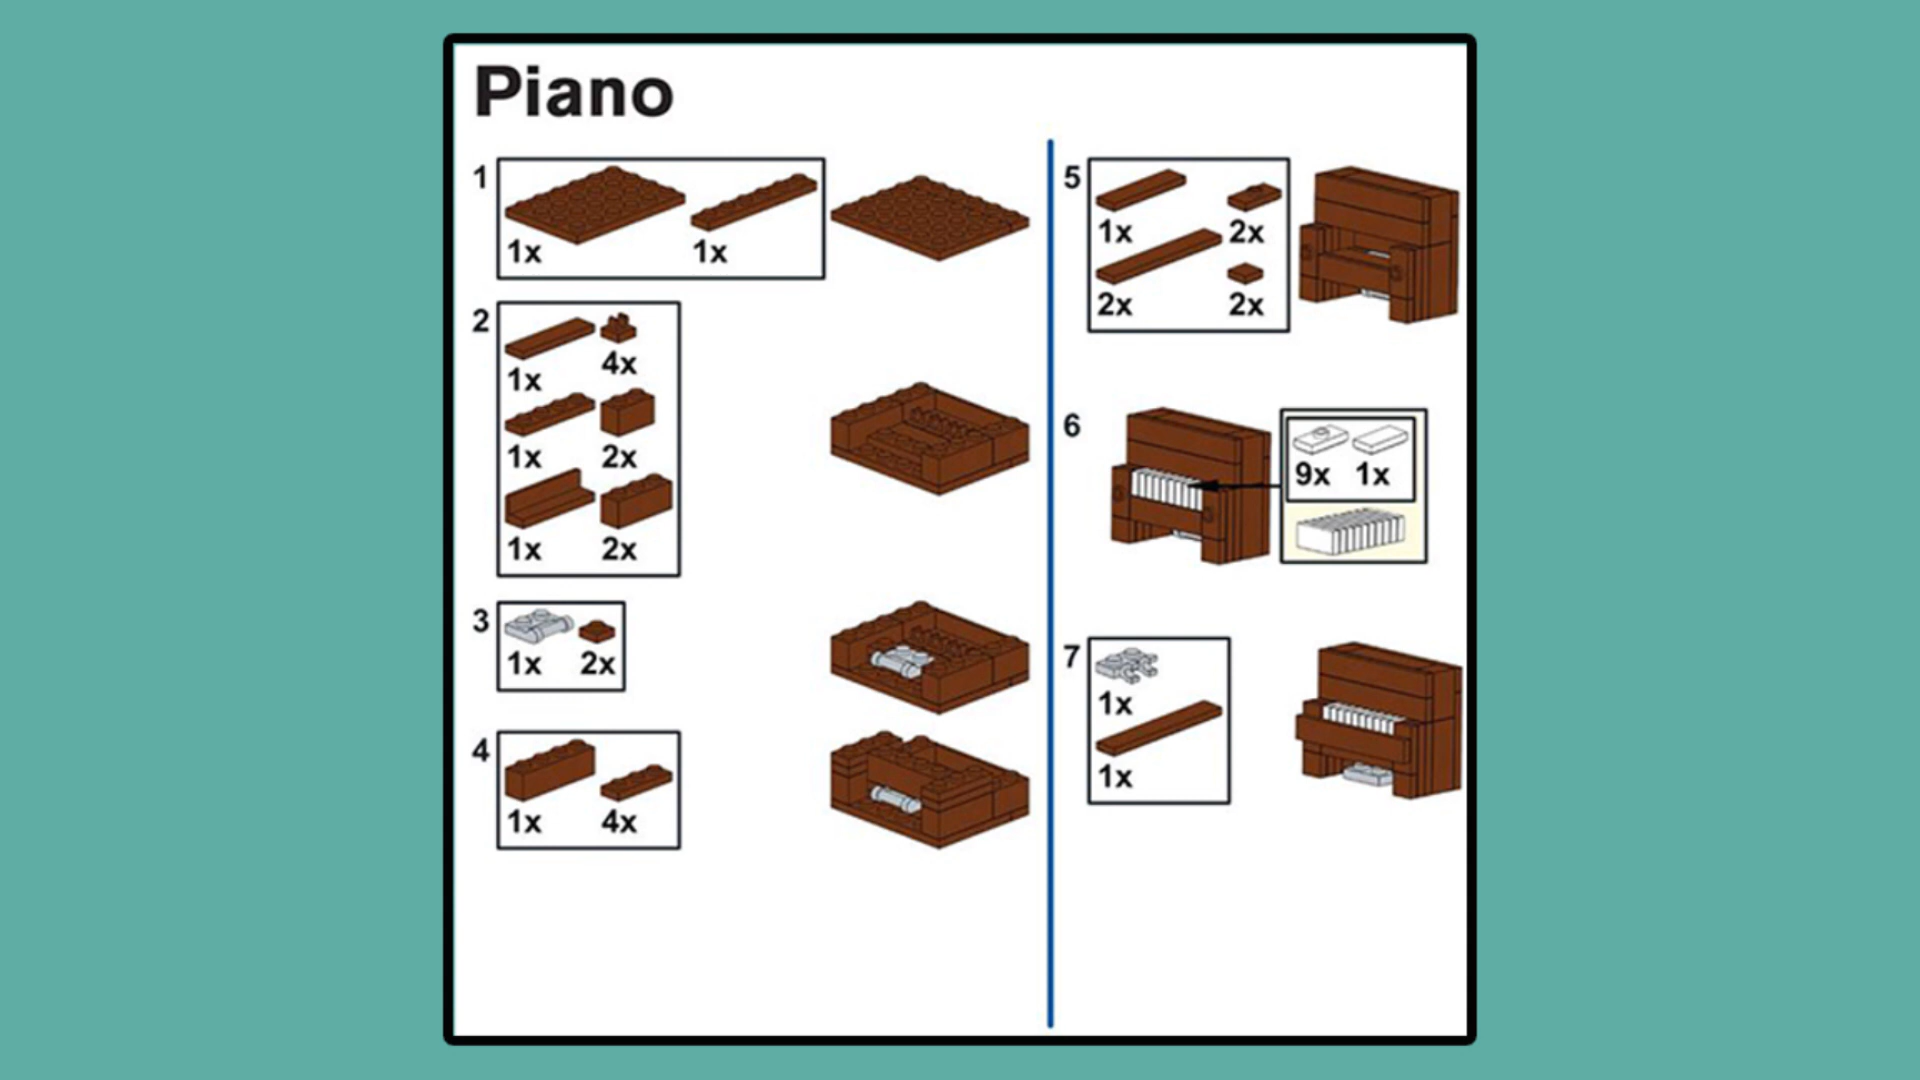 Piano
1
1x 1x
2
1x 4x
1x 2x
1x 2x
3
1x 2x
4
1x 4x
5
1x 2x
2x 2x
6
9x 1x
7
1x
1x